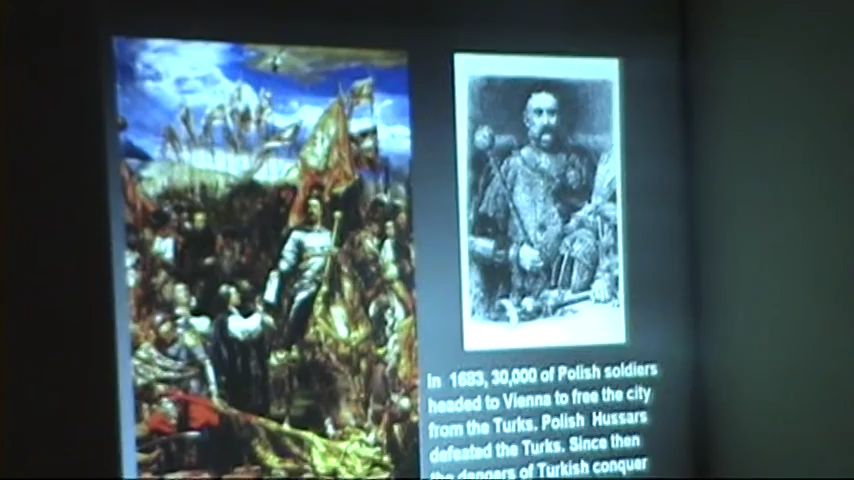 In 1683, 30,000 of Polish soldiers
headed to Vienna to free the city
from the Turks. Polish Hussars
defeated the Turks. Since then
the dangers of Turkish conquer